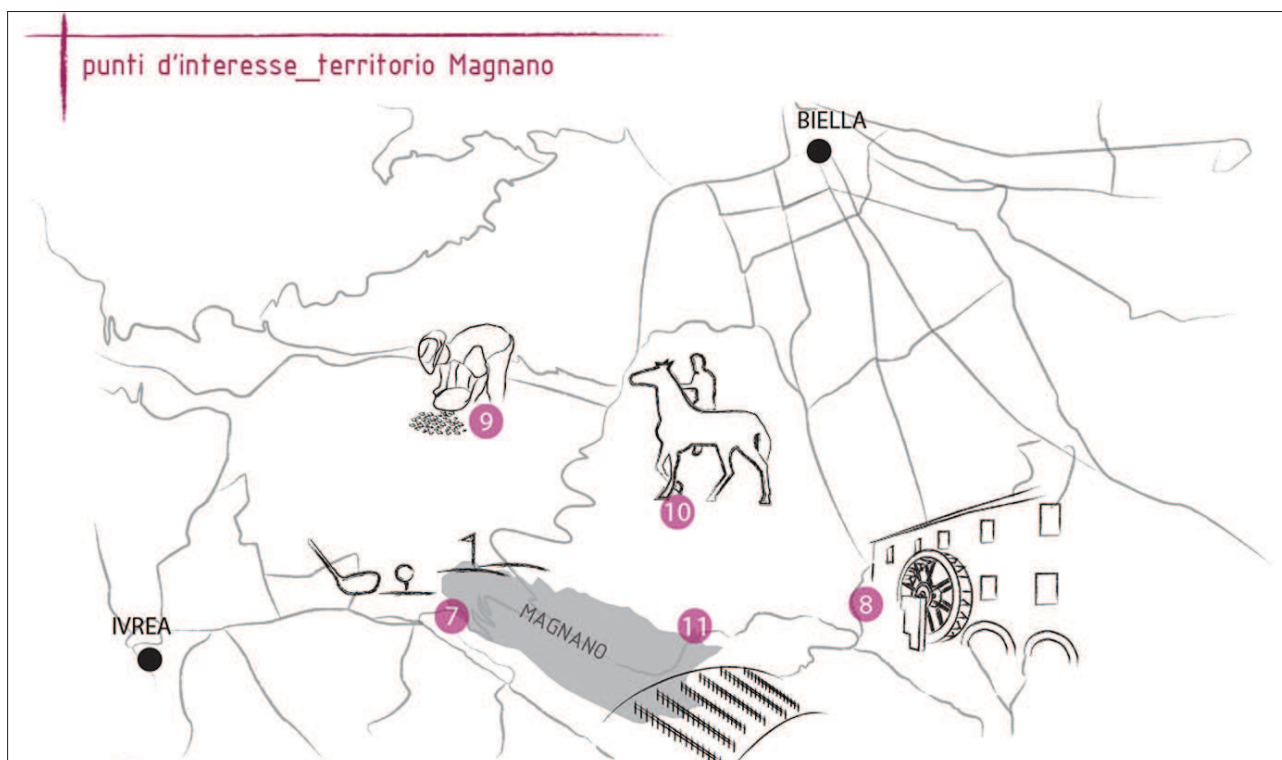 punti d'interesse_territorio Magnano
BIELLA
9
10
8
7
MAGNANO
11
IVREA